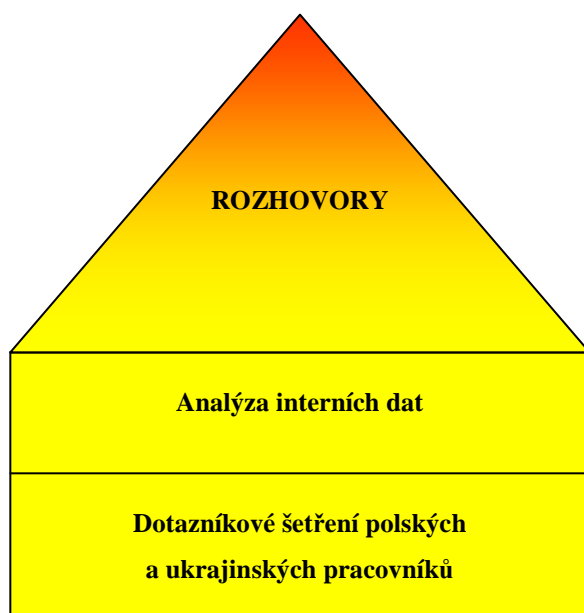 ROZHOVORY
Analýza interních dat
Dotazníkové šetření polských
a ukrajinských pracovníků